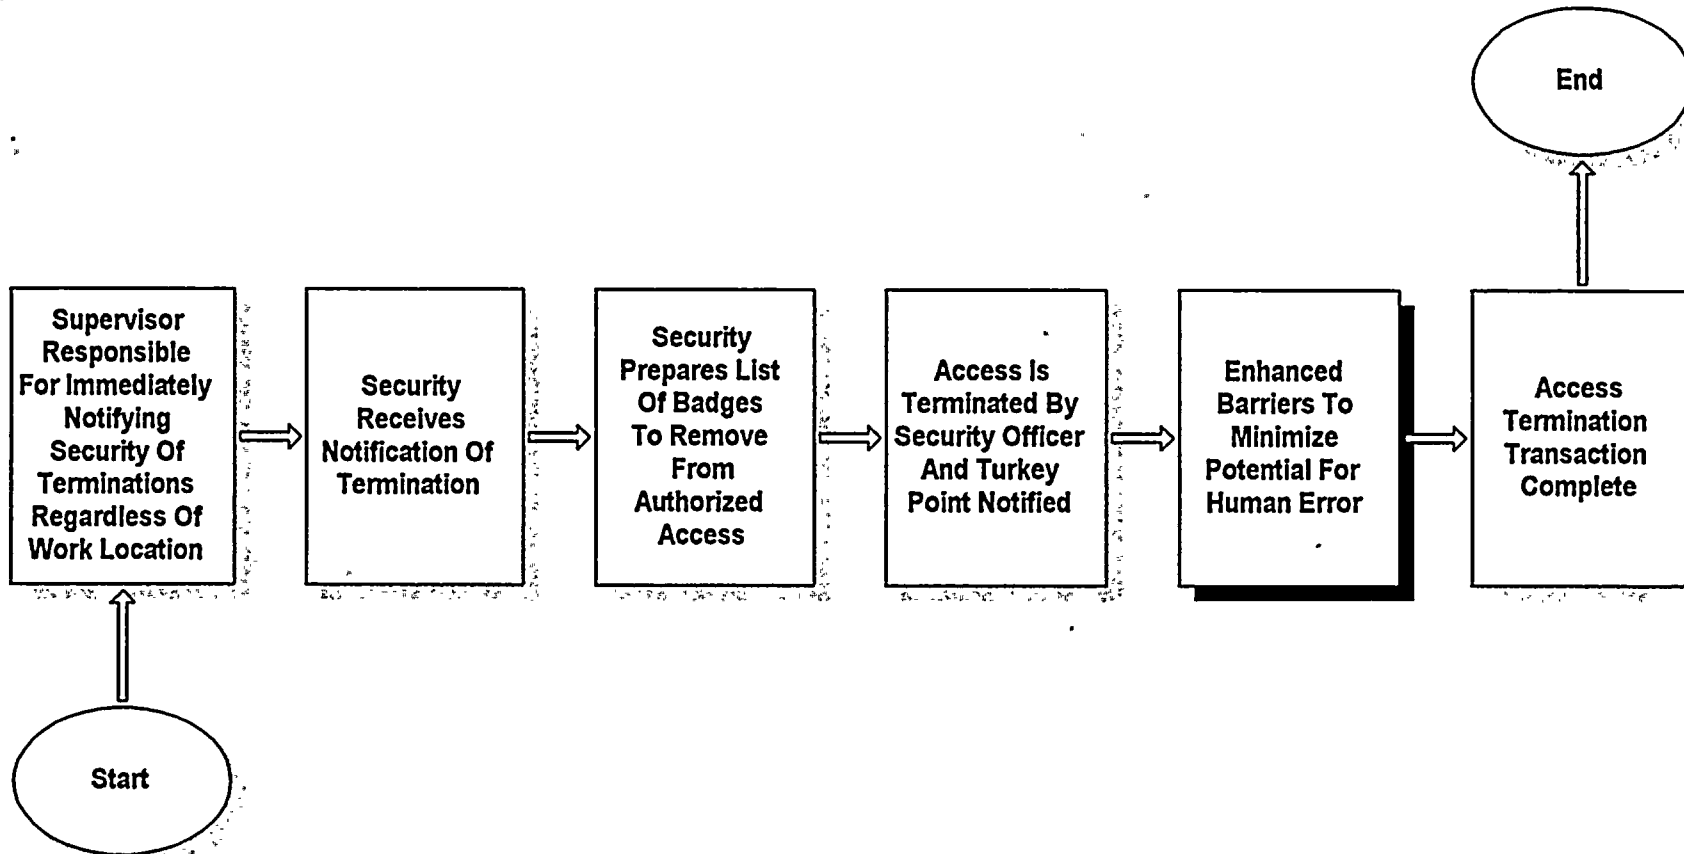 End
Supervisor
Responsible
For Immediately
Notifying
Security Of
Terminations
Regardless Of
Work Location
Security
Receives
Notification Of
Termination
Security
Prepares List
Of Badges
To Remove
From
Authorized
Access
Access Is
Terminated By
Security Officer
And Turkey
Point Notified
Enhanced
Barriers To
Minimize
Potential For
Human Error
Access
Termination
Transaction
Complete
Start